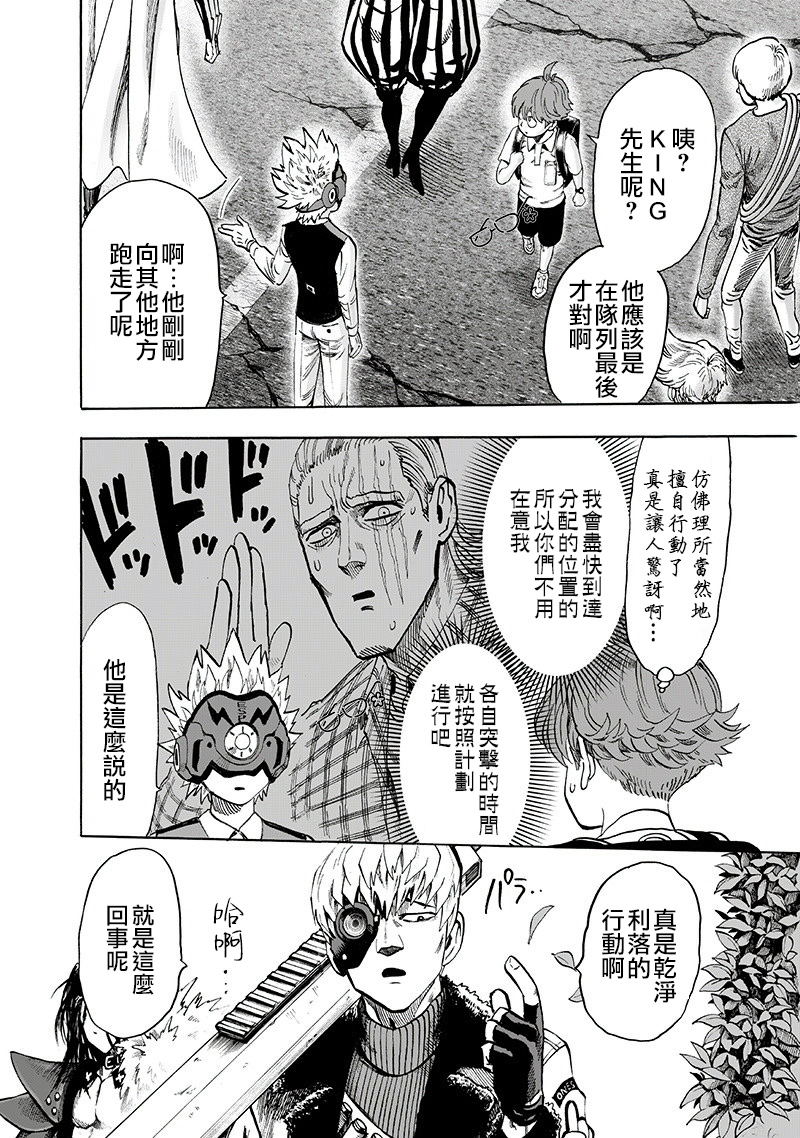 咦？
KING
先生呢？
他應該是
在隊列最後
才對啊
啊…他剛剛
向其他地方
跑走了呢
仿佛理所當然地
擅自行動了
真是讓人驚訝啊…
我會盡快到達
分配的位置的
所以你們不用
在意我
各自突擊的時間
就按照計劃
進行吧
ドドド
ESP
他是這麼説的
真是乾淨
利落的
行動啊
パラ…
哈啊…
就是這麼
回事呢